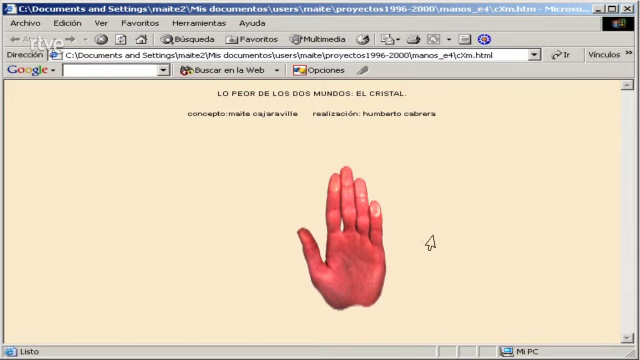 C:\Documents and Settings\maite2\Mis documentos\users\maite\proyectos1996-2000\manos_e4\cXm.htm - Microso...
Archivo Edición Ver Favoritos Herramientas Ayuda
rtve
Búsqueda Favoritos Multimedia
Dirección C:\Documents and Settings\maite2\Mis documentos\users\maite\proyectos1996-2000\manos_e4\cXm.html Ir Vínculos »
Google Buscar en la Web Opciones
LO PEOR DE LOS DOS MUNDOS: EL CRISTAL.
concepto:maite cajaraville realización: humberto cabrera
Listo Mi PC